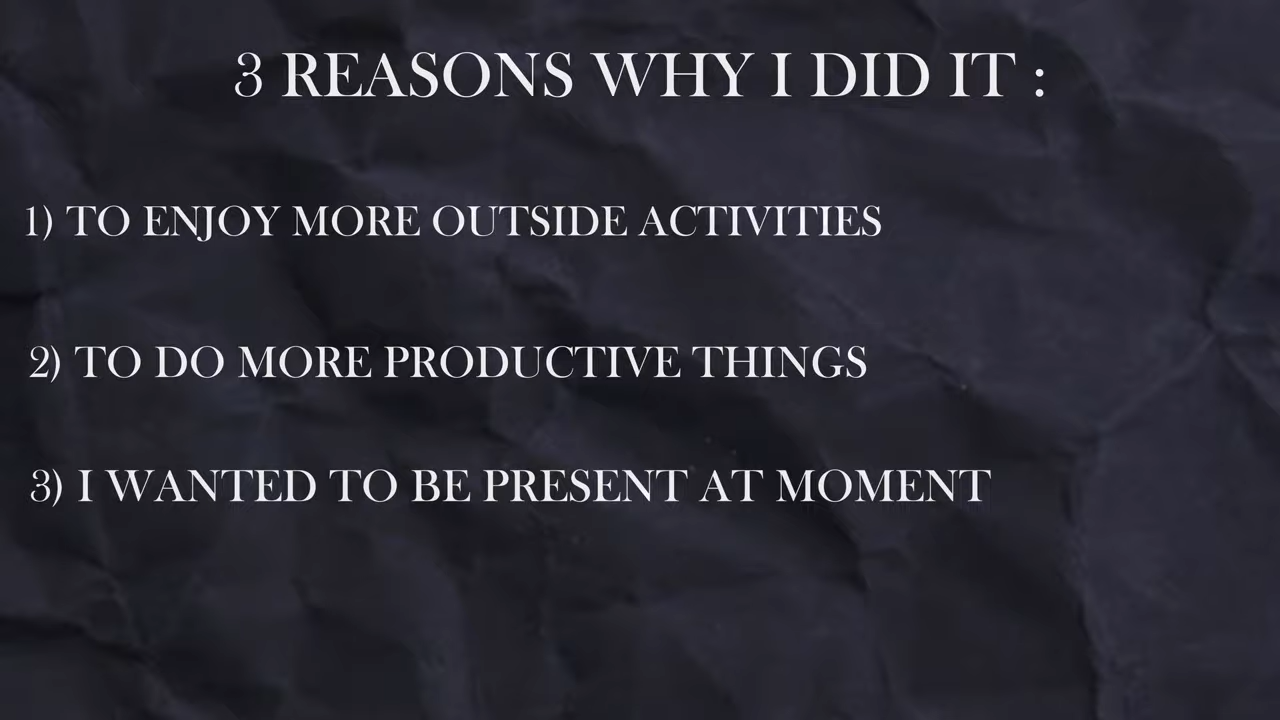 3 REASONS WHY I DID IT :
1) TO ENJOY MORE OUTSIDE ACTIVITIES
2) TO DO MORE PRODUCTIVE THINGS
3) I WANTED TO BE PRESENT AT MOMENT